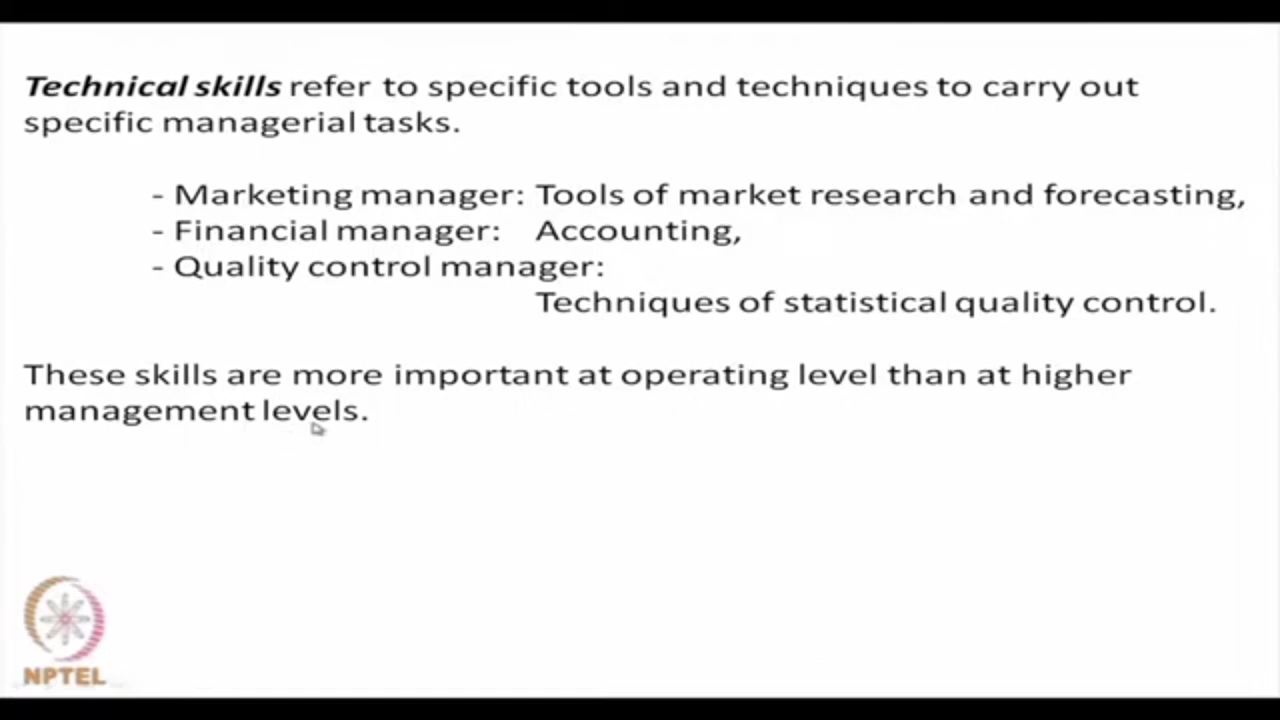 Technical skills refer to specific tools and techniques to carry out
specific managerial tasks.
- Marketing manager: Tools of market research and forecasting,
- Financial manager: Accounting,
- Quality control manager:
Techniques of statistical quality control.
These skills are more important at operating level than at higher
management levels.
NPTEL